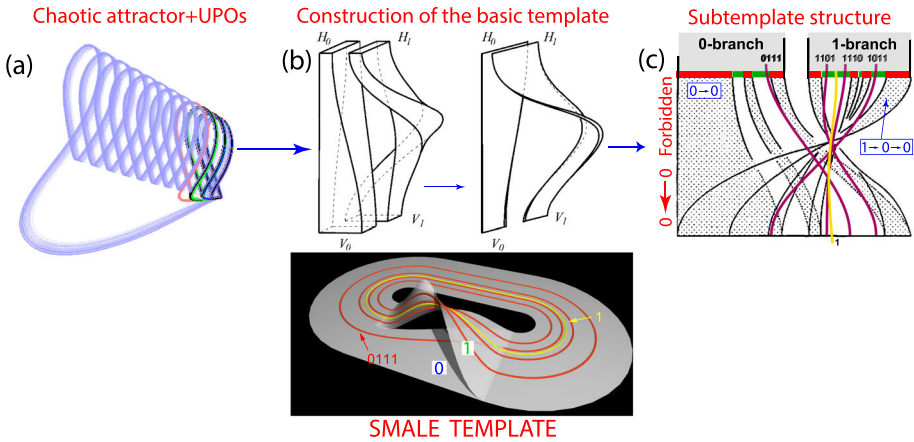 Chaotic attractor+UPOs
(a)
Construction of the basic template
(b)
H0 H1
V0 V1
H0 H1
V0 V1
Subtemplate structure
(c)
0-branch 1-branch
0111 1101 1110 1011
0→0
1→0→0
0 → 0 Forbidden
1
0111
0
1
1
SMALE TEMPLATE